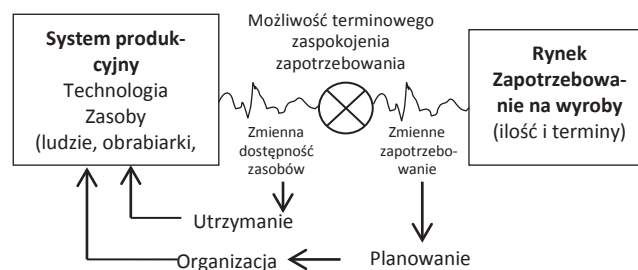 System produk-
cyjny
Technologia
Zasoby
(ludzie, obrabiarki,
Możliwość terminowego
zaspokojenia
zapotrzebowania
Rynek
Zapotrzebowa-
nie na wyroby
(ilość i terminy)
Zmienna
dostępność
zasobów
Zmienne
zapotrzebo-
wanie
Utrzymanie
Organizacja
Planowanie